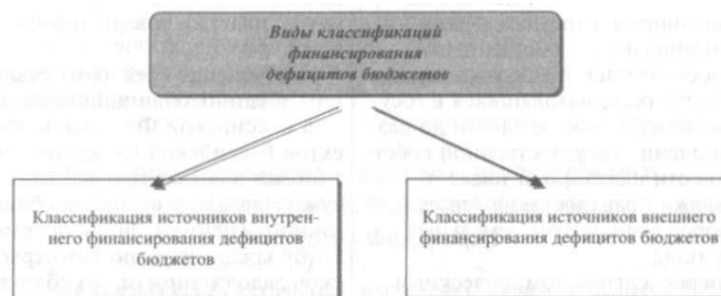 Виды классификаций
финансирования
дефицитов бюджетов
Классификация источников внутрен-
него финансирования дефицитов
бюджетов
Классификация источников внешнего
финансирования дефицитов бюджетов